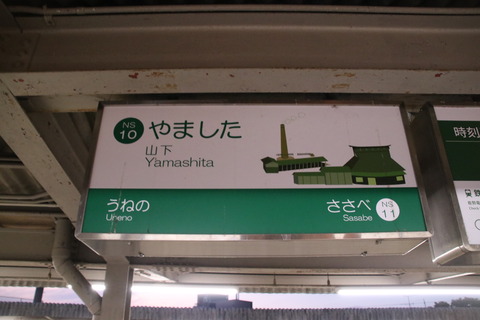 NS
10
やました
山下
Yamashita
うねの
Uneno
ささべ
Sasabe
NS
11
時刻